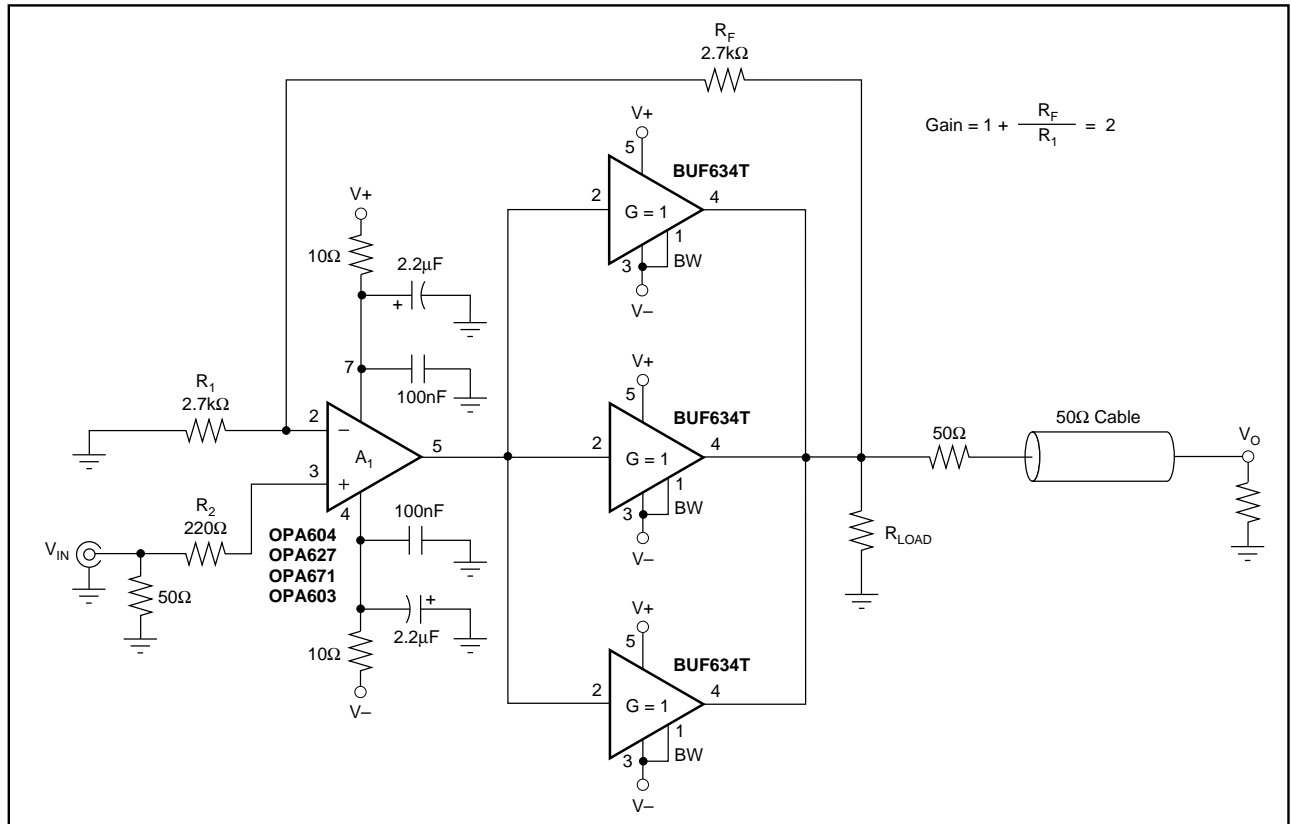 R_F
2.7kΩ
Gain = 1 + R_F / R_1 = 2
V+
5
BUF634T
2
G = 1
4
1
BW
3
V–
V+
10Ω
2.2μF
+
7
100nF
R_1
2.7kΩ
2
–
A_1
5
3
+
4
R_2
220Ω
V_IN
50Ω
OPA604
OPA627
OPA671
OPA603
100nF
+
2.2μF
10Ω
V–
V+
5
BUF634T
2
G = 1
4
1
BW
3
V–
50Ω
50Ω Cable
V_O
R_LOAD
V+
5
BUF634T
2
G = 1
4
1
BW
3
V–